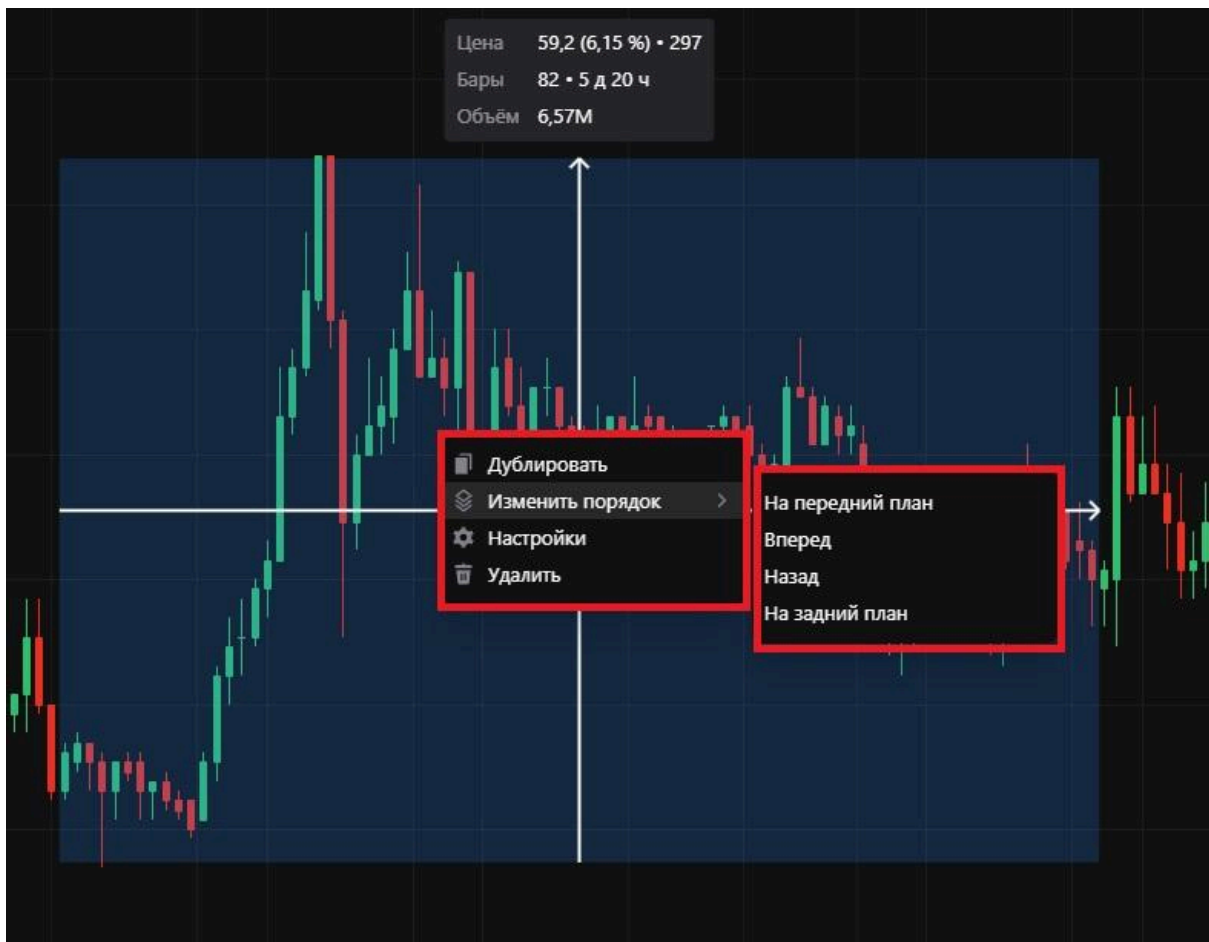 Цена 59,2 (6,15 %) • 297
Бары 82 • 5 д 20 ч
Объём 6,57M
Дублировать
Изменить порядок
Настройки
Удалить
На передний план
Вперед
Назад
На задний план